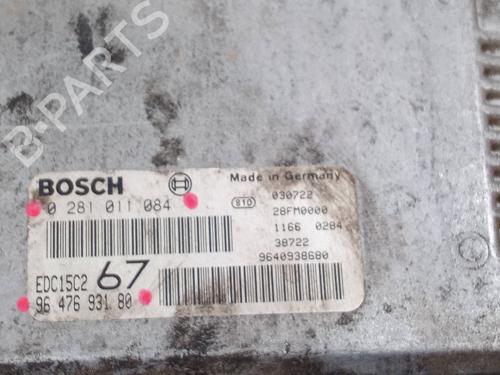 B-PARTS
BOSCH
Made in Germany
0 281 011 084
810
030722
28FM0000
1166 0284
38722
9640938680
EDC15C2
67
96 476 931 80